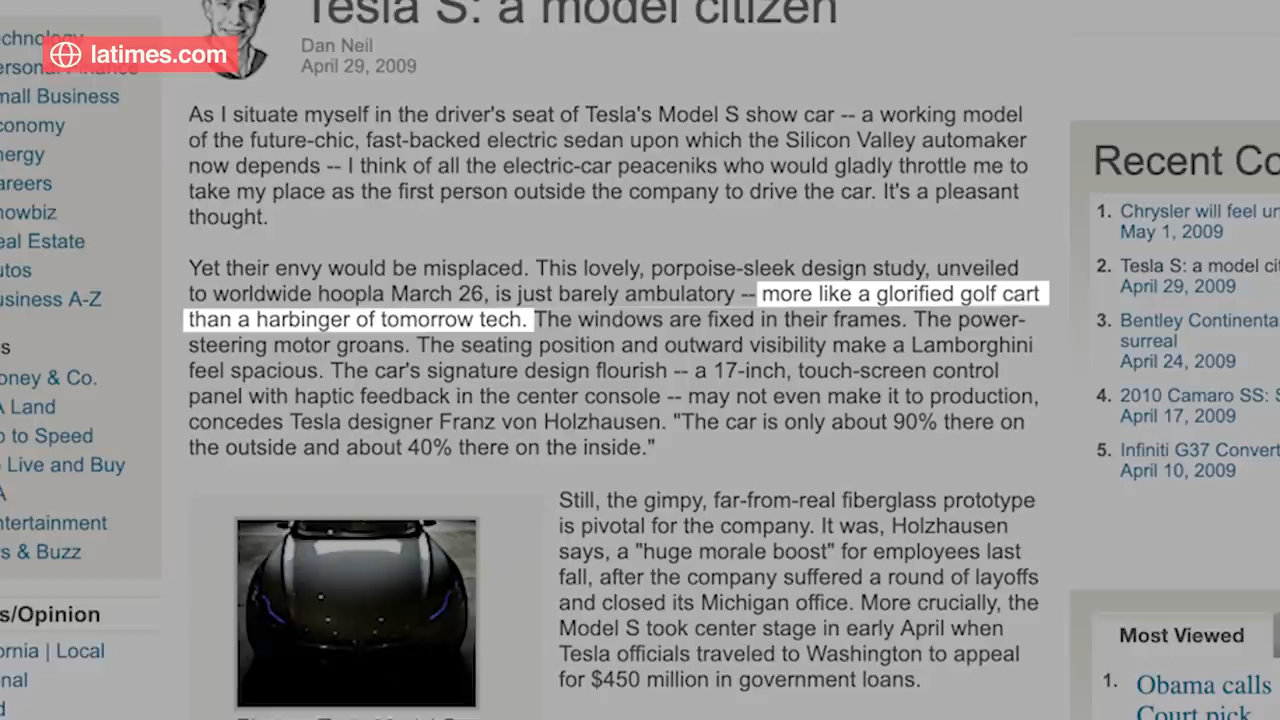 Tesla S: a model citizen
Dan Neil
April 29, 2009
latimes.com
mall Business
conomy
nergy
areers
howbiz
eal Estate
utos
usiness A-Z
s
oney & Co.
A Land
p to Speed
Live and Buy
A
ntertainment
s & Buzz
s/Opinion
ornia | Local
nal
As I situate myself in the driver's seat of Tesla's Model S show car -- a working model
of the future-chic, fast-backed electric sedan upon which the Silicon Valley automaker
now depends -- I think of all the electric-car peaceniks who would gladly throttle me to
take my place as the first person outside the company to drive the car. It's a pleasant
thought.
Yet their envy would be misplaced. This lovely, porpoise-sleek design study, unveiled
to worldwide hoopla March 26, is just barely ambulatory -- more like a glorified golf cart
than a harbinger of tomorrow tech. The windows are fixed in their frames. The power-
steering motor groans. The seating position and outward visibility make a Lamborghini
feel spacious. The car's signature design flourish -- a 17-inch, touch-screen control
panel with haptic feedback in the center console -- may not even make it to production,
concedes Tesla designer Franz von Holzhausen. "The car is only about 90% there on
the outside and about 40% there on the inside."
Still, the gimpy, far-from-real fiberglass prototype
is pivotal for the company. It was, Holzhausen
says, a "huge morale boost" for employees last
fall, after the company suffered a round of layoffs
and closed its Michigan office. More crucially, the
Model S took center stage in early April when
Tesla officials traveled to Washington to appeal
for $450 million in government loans.
Recent Co
1. Chrysler will feel un
May 1, 2009
2. Tesla S: a model cit
April 29, 2009
3. Bentley Continenta
surreal
April 24, 2009
4. 2010 Camaro SS: S
April 17, 2009
5. Infiniti G37 Convert
April 10, 2009
Most Viewed
1. Obama calls
Court pick